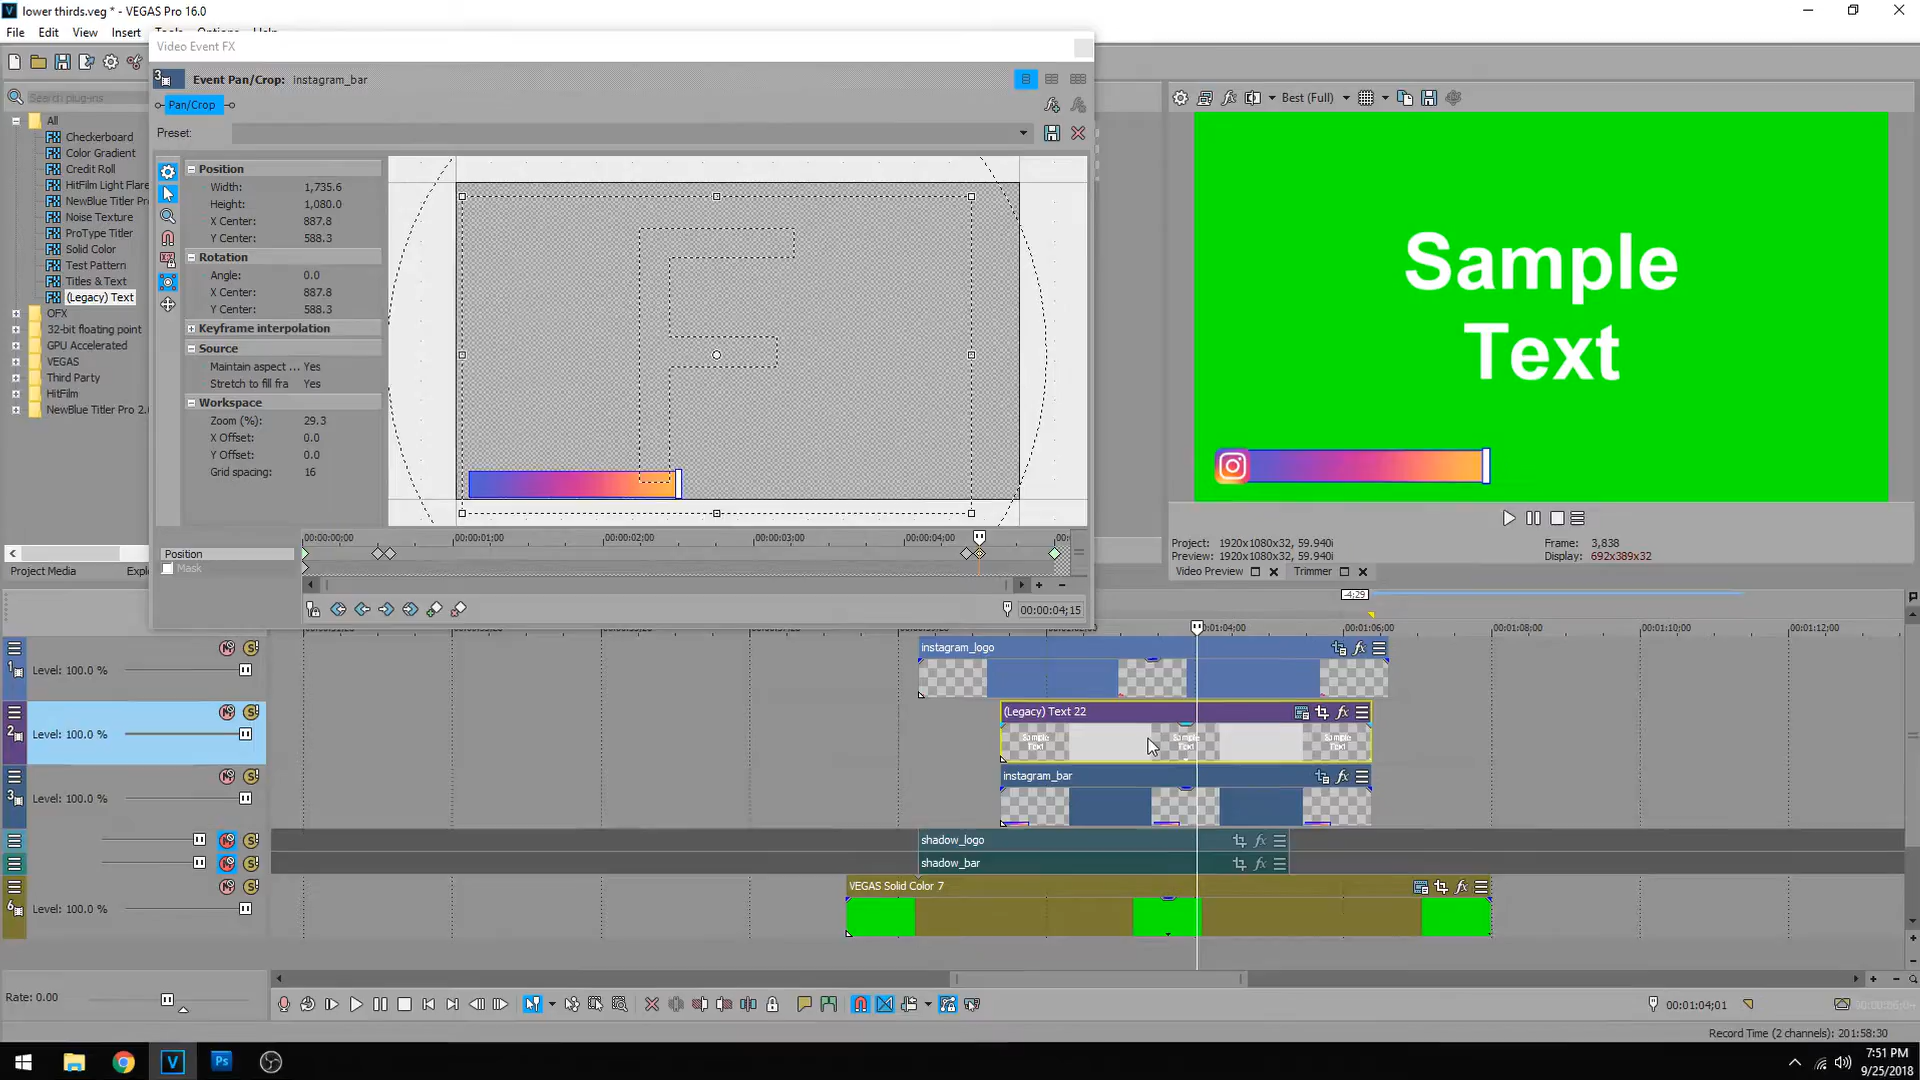 lower thirds.veg * - VEGAS Pro 16.0
File Edit View Insert Tools Options Help
Video Event FX
Event Pan/Crop: instagram_bar
Pan/Crop
Preset:
Search plug-ins
All
Checkerboard
Color Gradient
Credit Roll
HitFilm Light Flare
NewBlue Titler Pr
Noise Texture
ProType Titler
Solid Color
Test Pattern
Titles & Text
(Legacy) Text
OFX
32-bit floating point
GPU Accelerated
VEGAS
Third Party
HitFilm
NewBlue Titler Pro 2.0
Project Media Expl
Position
Width: 1,735.6
Height: 1,080.0
X Center: 887.8
Y Center: 588.3
Rotation
Angle: 0.0
X Center: 887.8
Y Center: 588.3
Keyframe interpolation
Source
Maintain aspect ... Yes
Stretch to fill fra Yes
Workspace
Zoom (%): 29.3
X Offset: 0.0
Y Offset: 0.0
Grid spacing: 16
00:00:00;00 00:00:01;00 00:00:02;00 00:00:03;00 00:00:04;00 00:
Position
Mask
00:00:04;15
Best (Full)
Sample
Text
Project: 1920x1080x32, 59.940i
Preview: 1920x1080x32, 59.940i
Frame: 3,838
Display: 692x389x32
Video Preview Trimmer
-4;29
00:01:04;00 00:01:06;00 00:01:08;00 00:01:10;00 00:01:12;00
1 Level: 100.0 %
instagram_logo
2 Level: 100.0 %
(Legacy) Text 22
Sample
Text
Sample
Text
Sample
Text
3 Level: 100.0 %
instagram_bar
shadow_logo
shadow_bar
6 Level: 100.0 %
VEGAS Solid Color 7
Rate: 0.00
00:01:04;01
Record Time (2 channels): 201:58:30
V
Ps
7:51 PM
9/25/2018